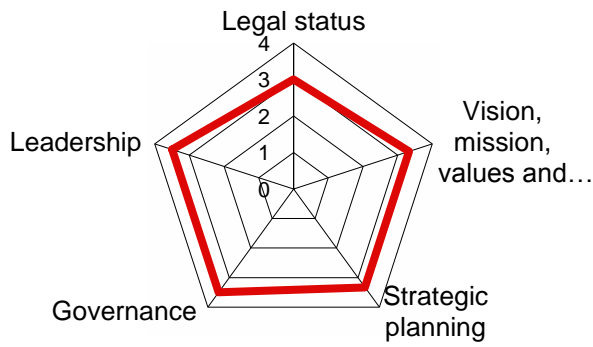 Legal status
4
3
2
1
0
Vision,
mission,
values and…
Leadership
Governance
Strategic
planning